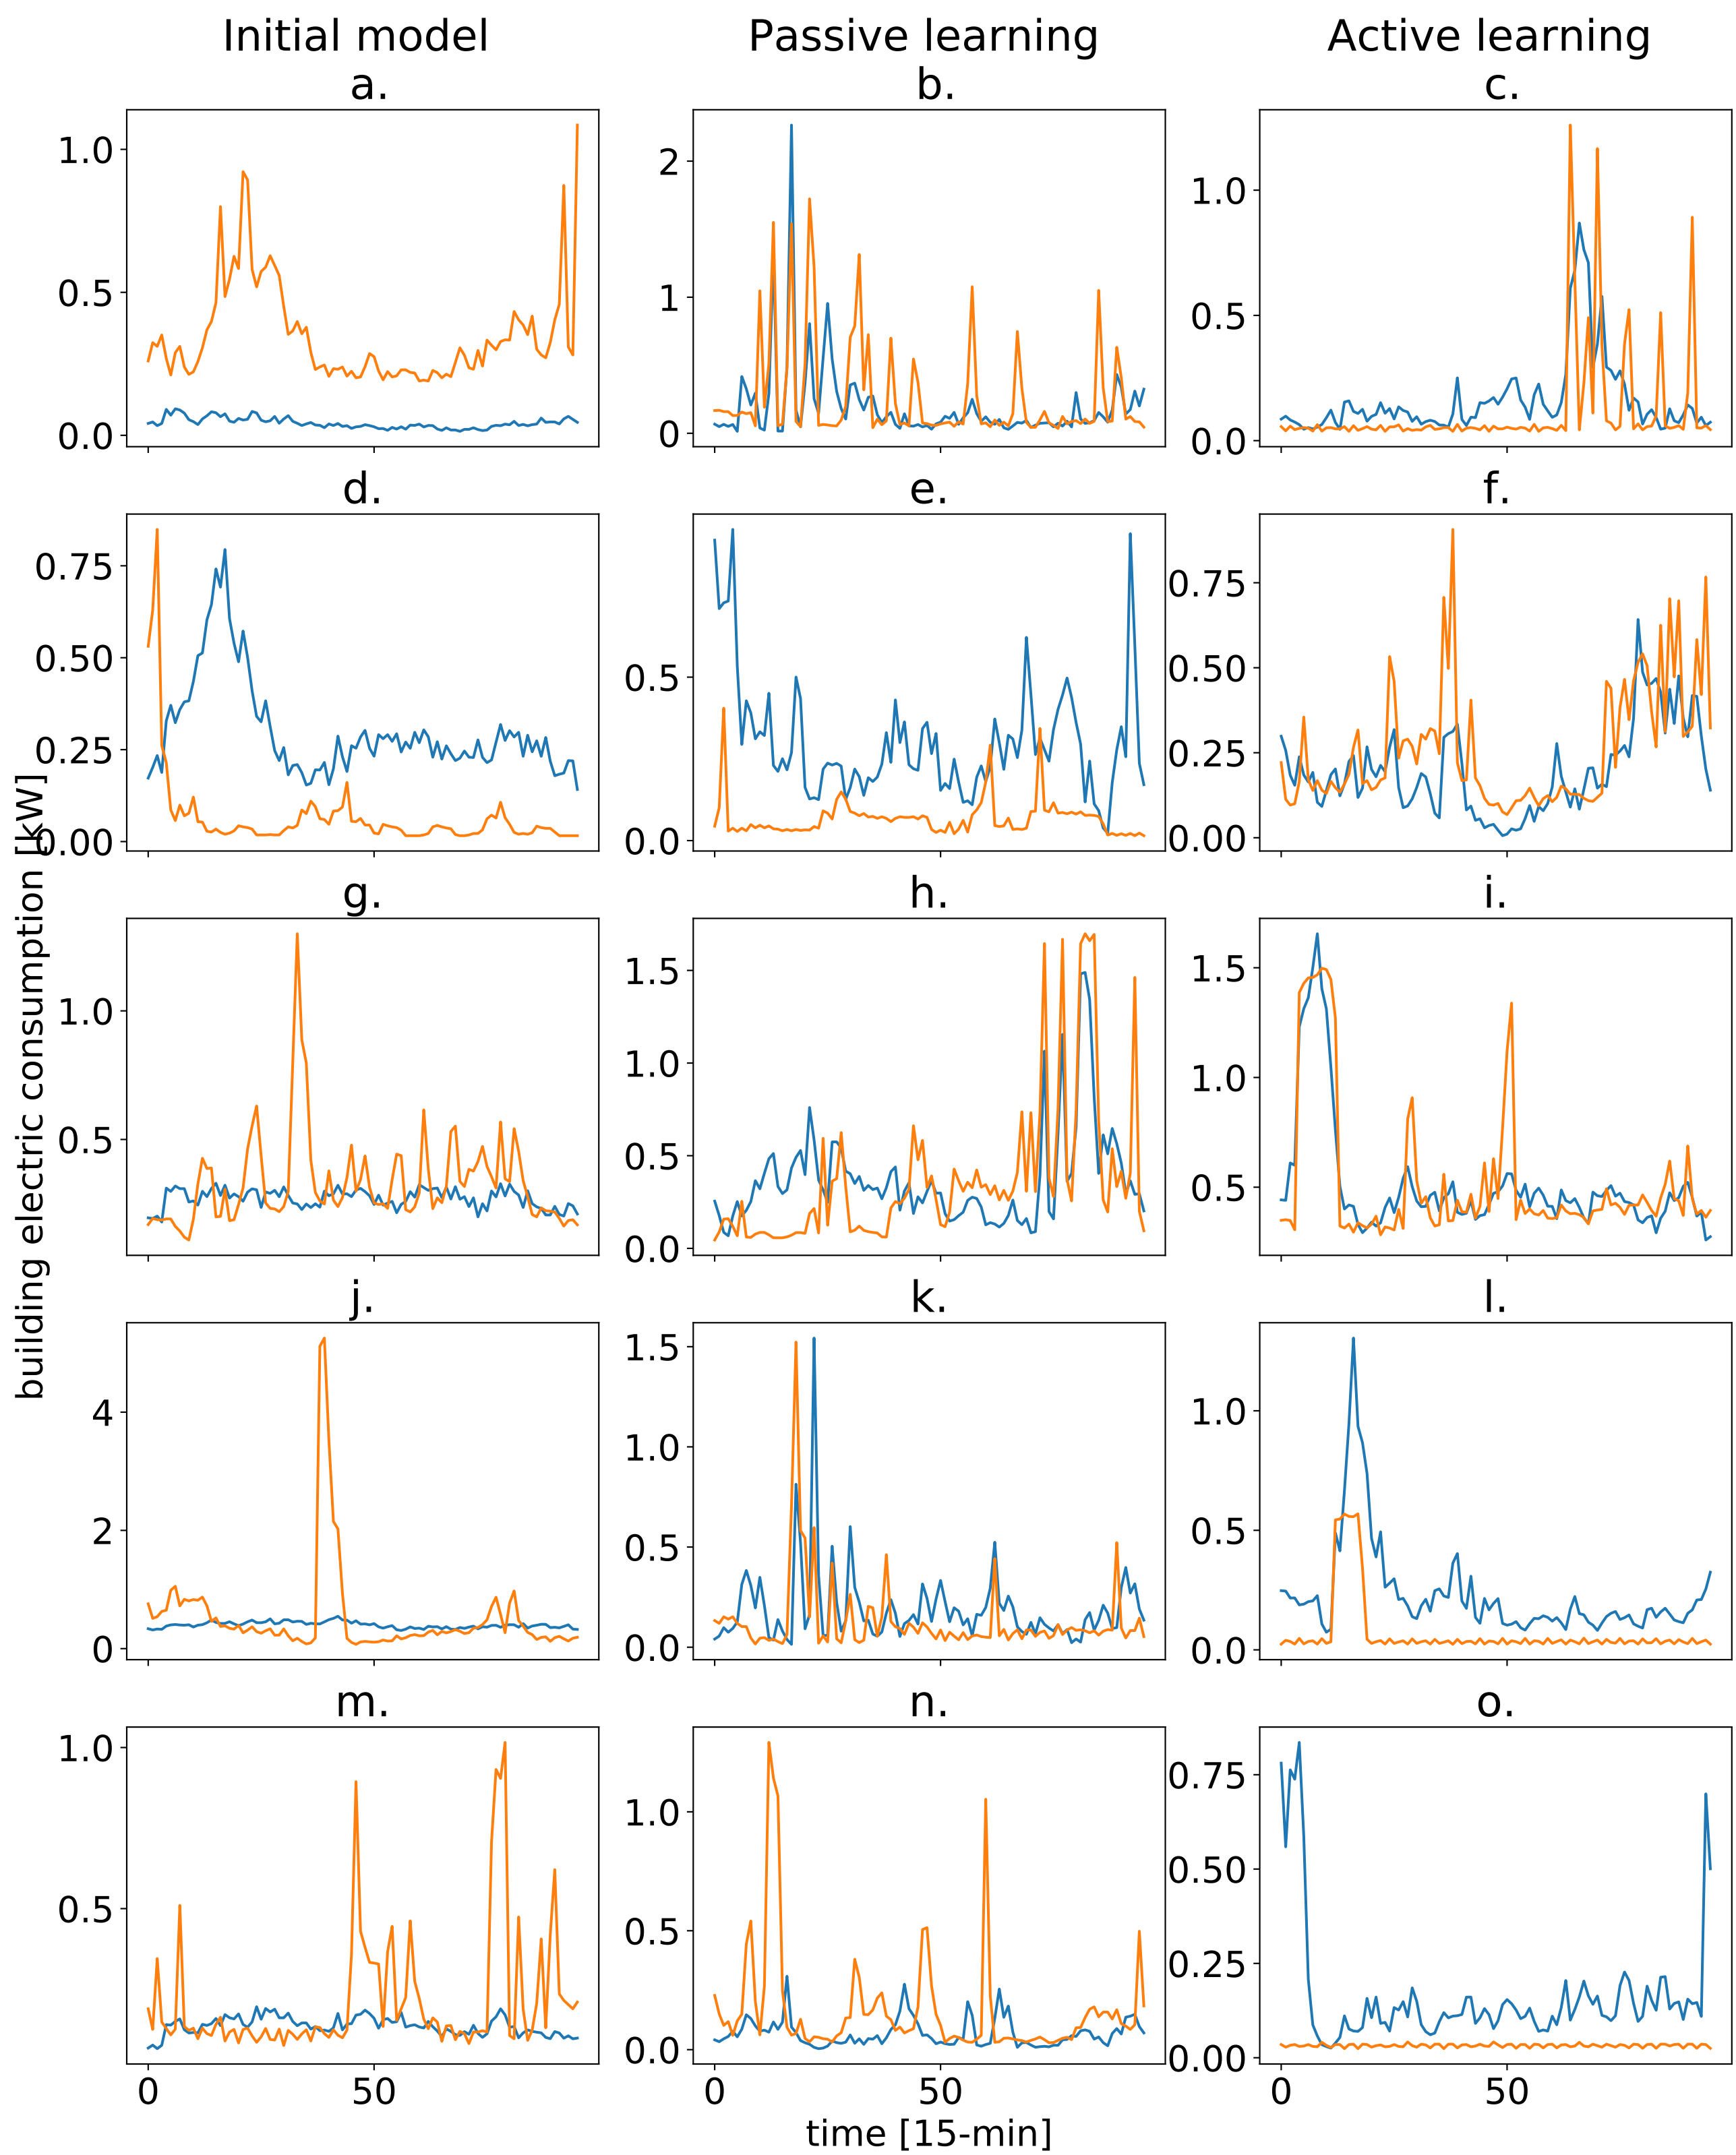 Initial model Passive learning Active learning
a. b. c.
1.0 2 1.0
0.5 1 0.5
0.0 0 0.0
d. e. f.
0.75 0.5 0.75
0.50 0.0 0.50
0.25 0.25
0.00 0.00
building electric consumption [kW]
g. h. i.
1.0 1.5 1.5
0.5 1.0 1.0
0.5 0.5
0.0
j. k. l.
4 1.5 1.0
2 1.0 0.5
0 0.5 0.0
0.0
m. n. o.
1.0 1.0 0.75
0.5 0.5 0.50
0.0 0.25
0.00
0 50 0 50 0 50
time [15-min]